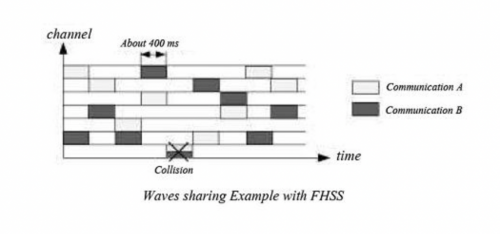 channel
About 400 ms
Communication A
Communication B
time
Collision
Waves sharing Example with FHSS